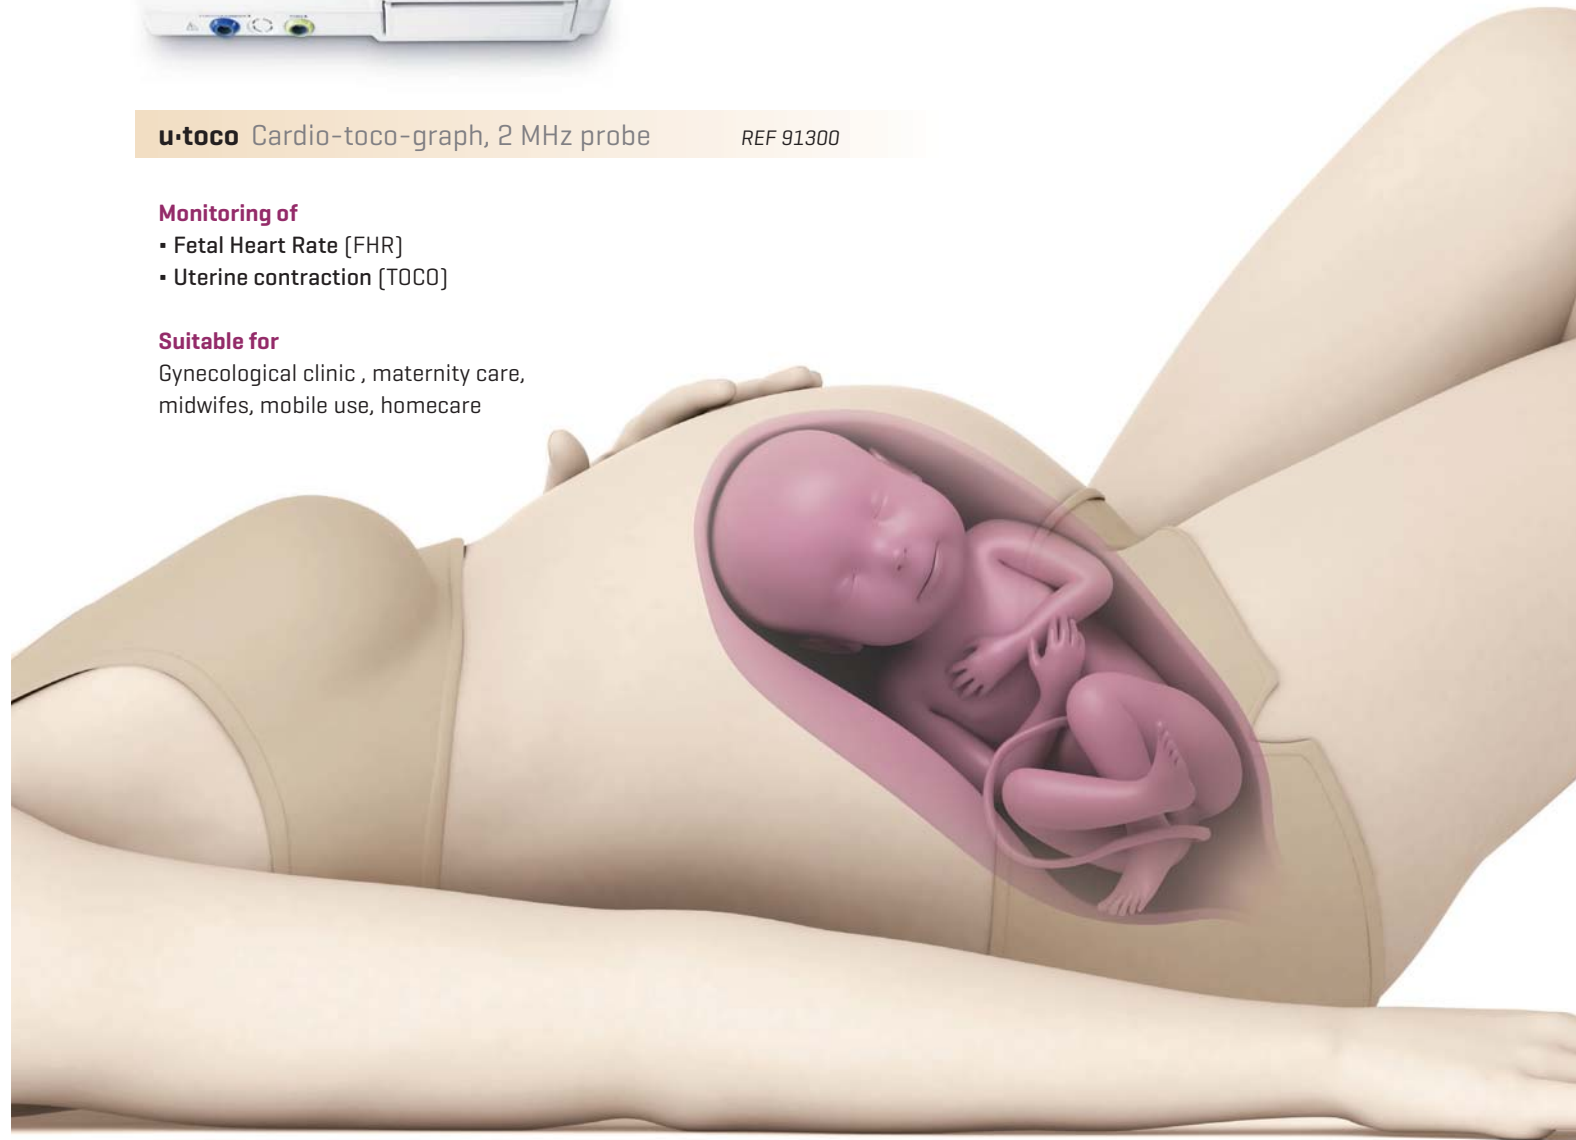 u·toco Cardio-toco-graph, 2 MHz probe REF 91300
Monitoring of
▪ Fetal Heart Rate (FHR)
▪ Uterine contraction (TOCO)
Suitable for
Gynecological clinic , maternity care,
midwifes, mobile use, homecare